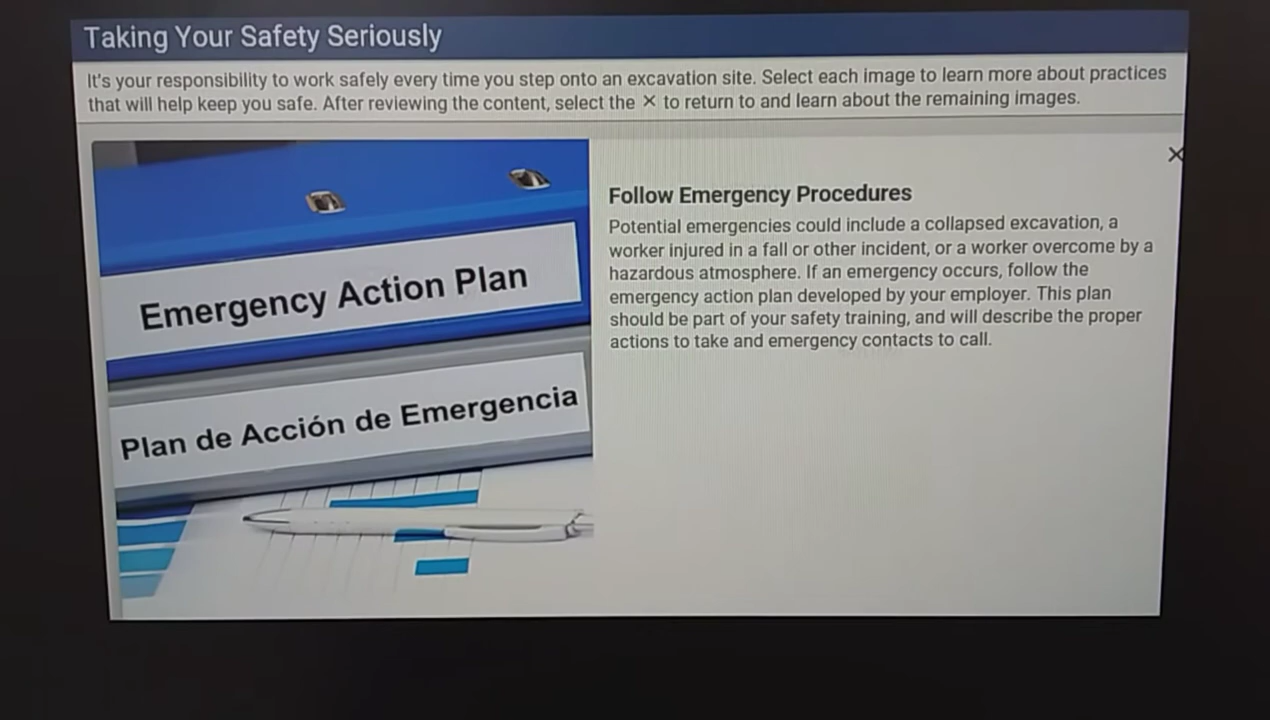 Taking Your Safety Seriously
It's your responsibility to work safely every time you step onto an excavation site. Select each image to learn more about practices
that will help keep you safe. After reviewing the content, select the × to return to and learn about the remaining images.
×
Emergency Action Plan
Plan de Acción de Emergencia
Follow Emergency Procedures
Potential emergencies could include a collapsed excavation, a
worker injured in a fall or other incident, or a worker overcome by a
hazardous atmosphere. If an emergency occurs, follow the
emergency action plan developed by your employer. This plan
should be part of your safety training, and will describe the proper
actions to take and emergency contacts to call.